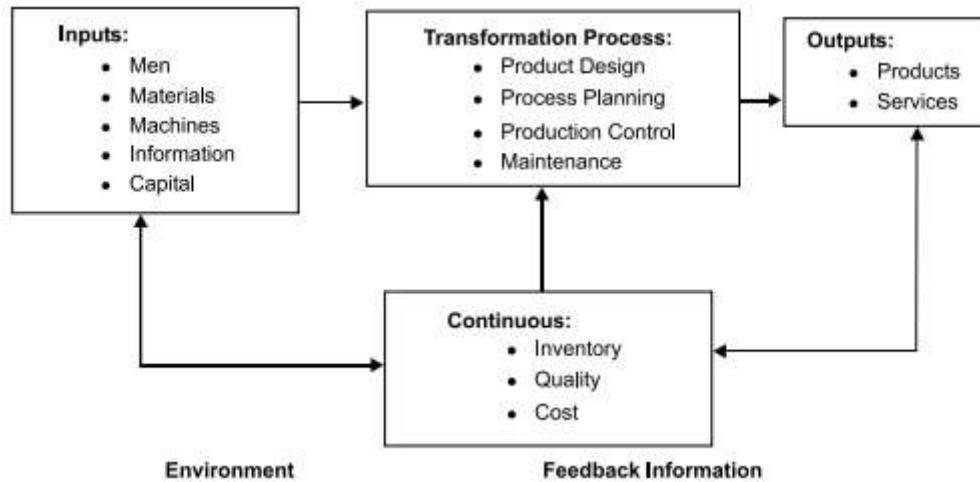 Inputs:
• Men
• Materials
• Machines
• Information
• Capital
Transformation Process:
• Product Design
• Process Planning
• Production Control
• Maintenance
Outputs:
• Products
• Services
Continuous:
• Inventory
• Quality
• Cost
Environment
Feedback Information